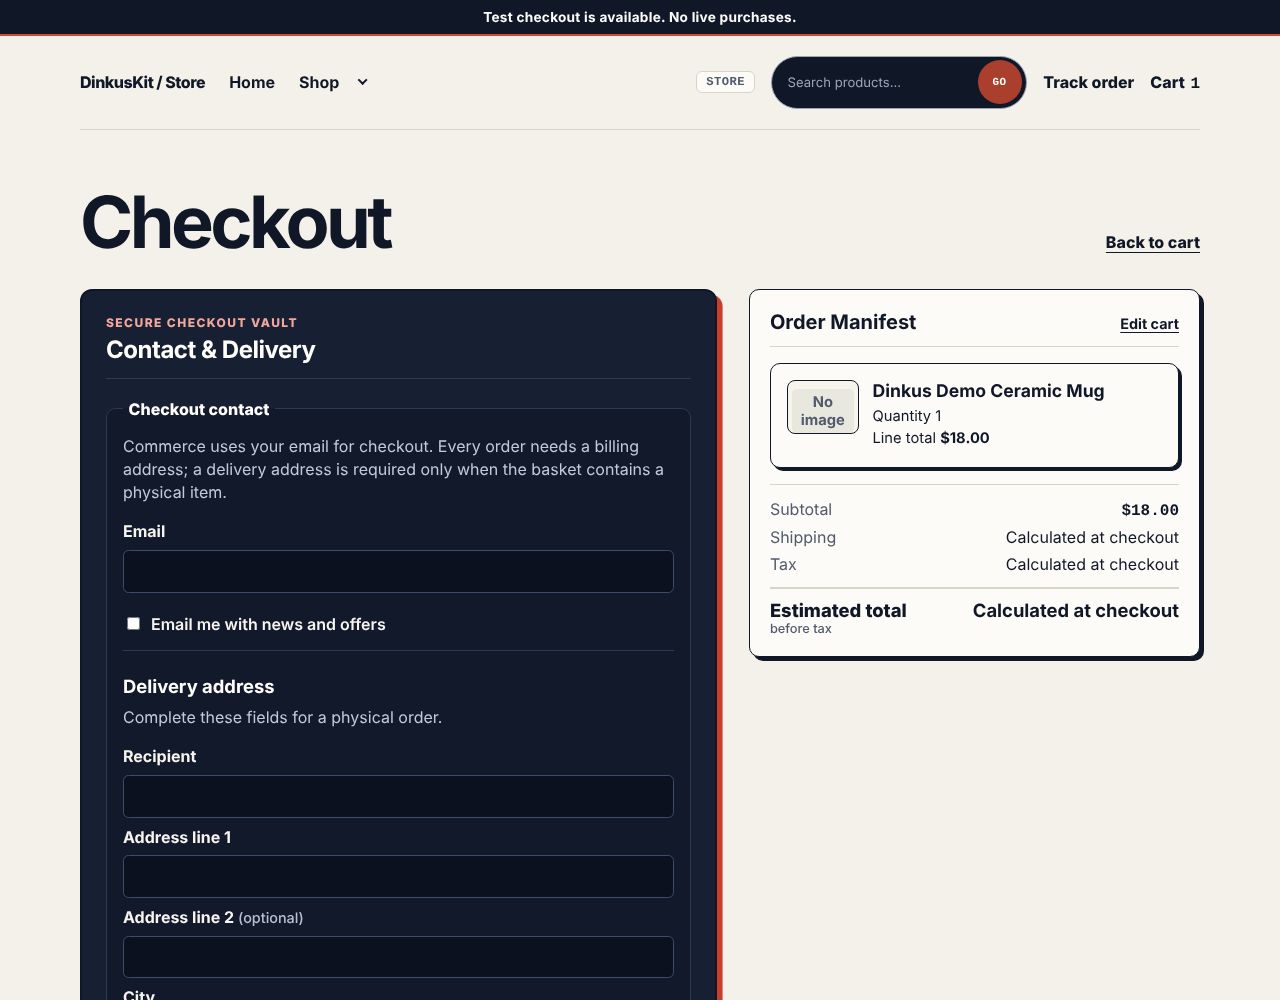 Test checkout is available. No live purchases.
DinkusKit / Store Home Shop STORE Search products... GO Track order Cart 1
Checkout
Back to cart
SECURE CHECKOUT VAULT
Contact & Delivery
Checkout contact
Commerce uses your email for checkout. Every order needs a billing
address; a delivery address is required only when the basket contains a
physical item.
Email
Email me with news and offers
Delivery address
Complete these fields for a physical order.
Recipient
Address line 1
Address line 2 (optional)
City
Order Manifest Edit cart
No
image
Dinkus Demo Ceramic Mug
Quantity 1
Line total $18.00
Subtotal $18.00
Shipping Calculated at checkout
Tax Calculated at checkout
Estimated total Calculated at checkout
before tax